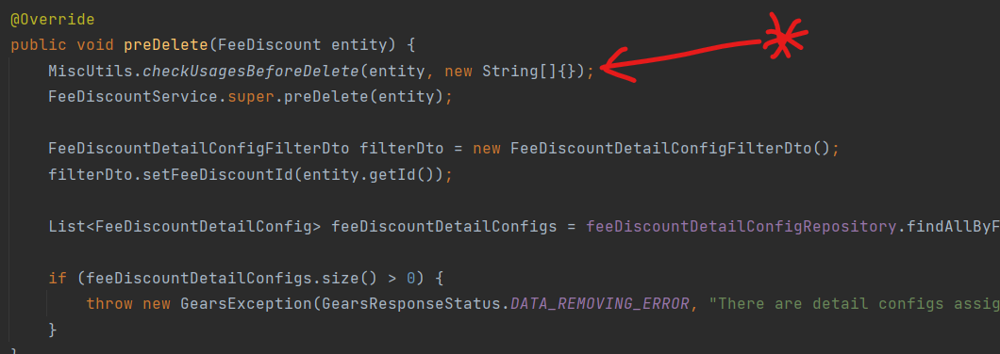 @Override
public void preDelete(FeeDiscount entity) {
MiscUtils.checkUsagesBeforeDelete(entity, new String[]{});
FeeDiscountService.super.preDelete(entity);
FeeDiscountDetailConfigFilterDto filterDto = new FeeDiscountDetailConfigFilterDto();
filterDto.setFeeDiscountId(entity.getId());
List<FeeDiscountDetailConfig> feeDiscountDetailConfigs = feeDiscountDetailConfigRepository.findAllByF
if (feeDiscountDetailConfigs.size() > 0) {
throw new GearsException(GearsResponseStatus.DATA_REMOVING_ERROR, "There are detail configs assig
}